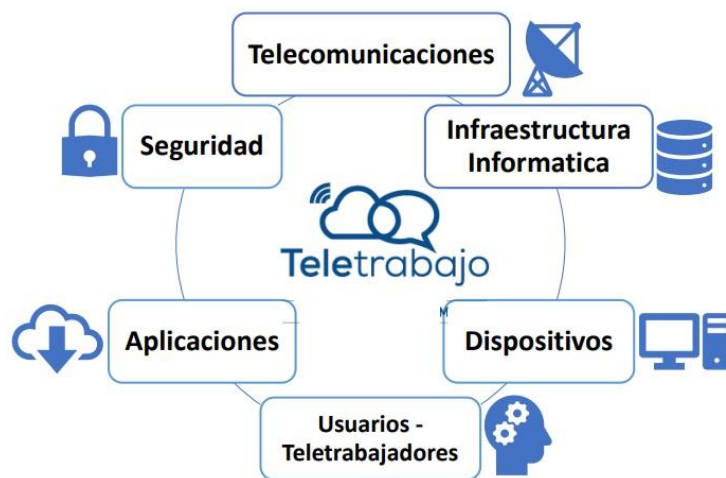 Telecomunicaciones
Seguridad
Infraestructura
Informatica
Teletrabajo
M
Aplicaciones
Dispositivos
Usuarios -
Teletrabajadores